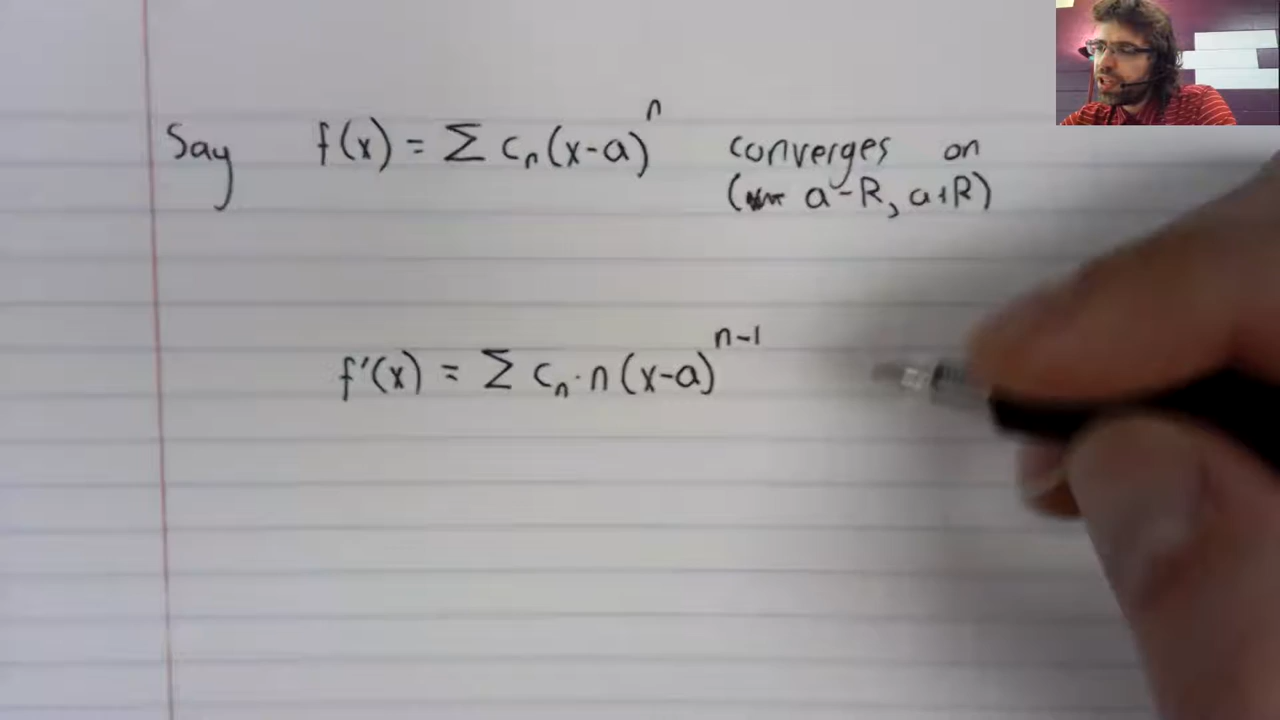 Say f(x) = Σ cₙ(x-a)ⁿ converges on
(a-R, a+R)
f'(x) = Σ cₙ·n(x-a)ⁿ⁻¹